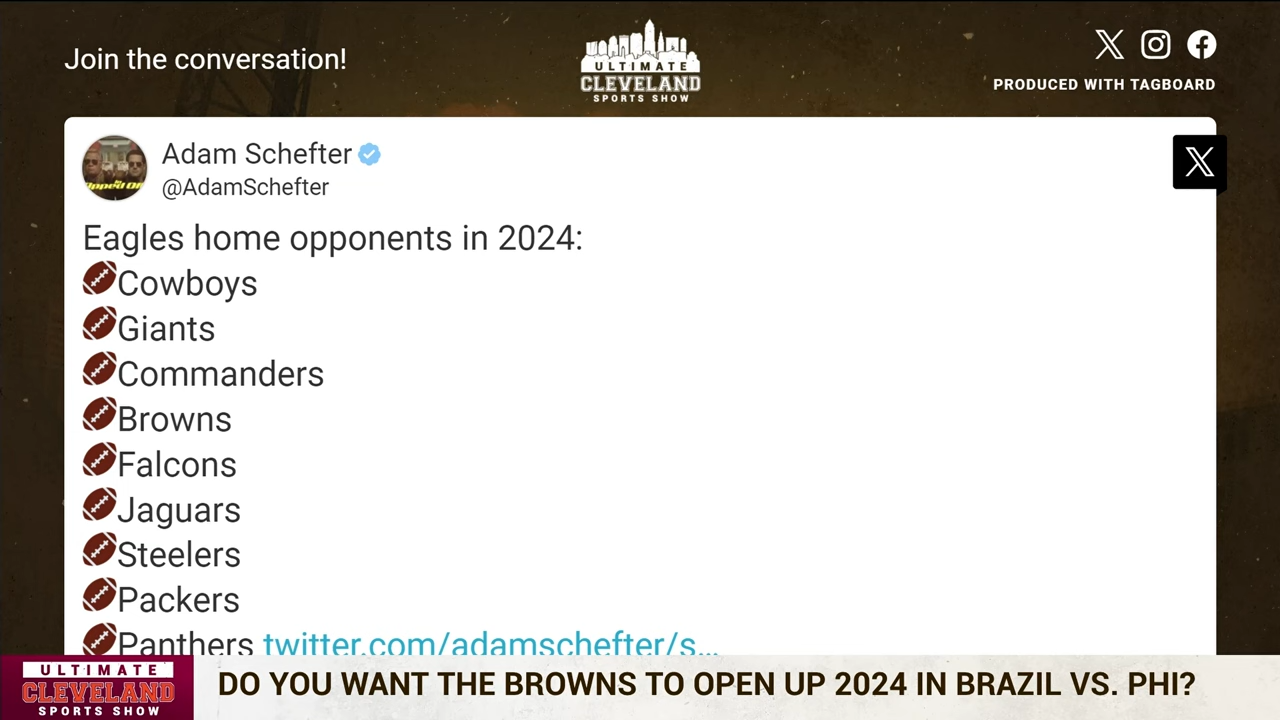 Join the conversation!
ULTIMATE
CLEVELAND
SPORTS SHOW
PRODUCED WITH TAGBOARD
Adam Schefter
@AdamSchefter
Eagles home opponents in 2024:
Cowboys
Giants
Commanders
Browns
Falcons
Jaguars
Steelers
Packers
Panthers twitter.com/adamschefter/s...
ULTIMATE
CLEVELAND
SPORTS SHOW
DO YOU WANT THE BROWNS TO OPEN UP 2024 IN BRAZIL VS. PHI?